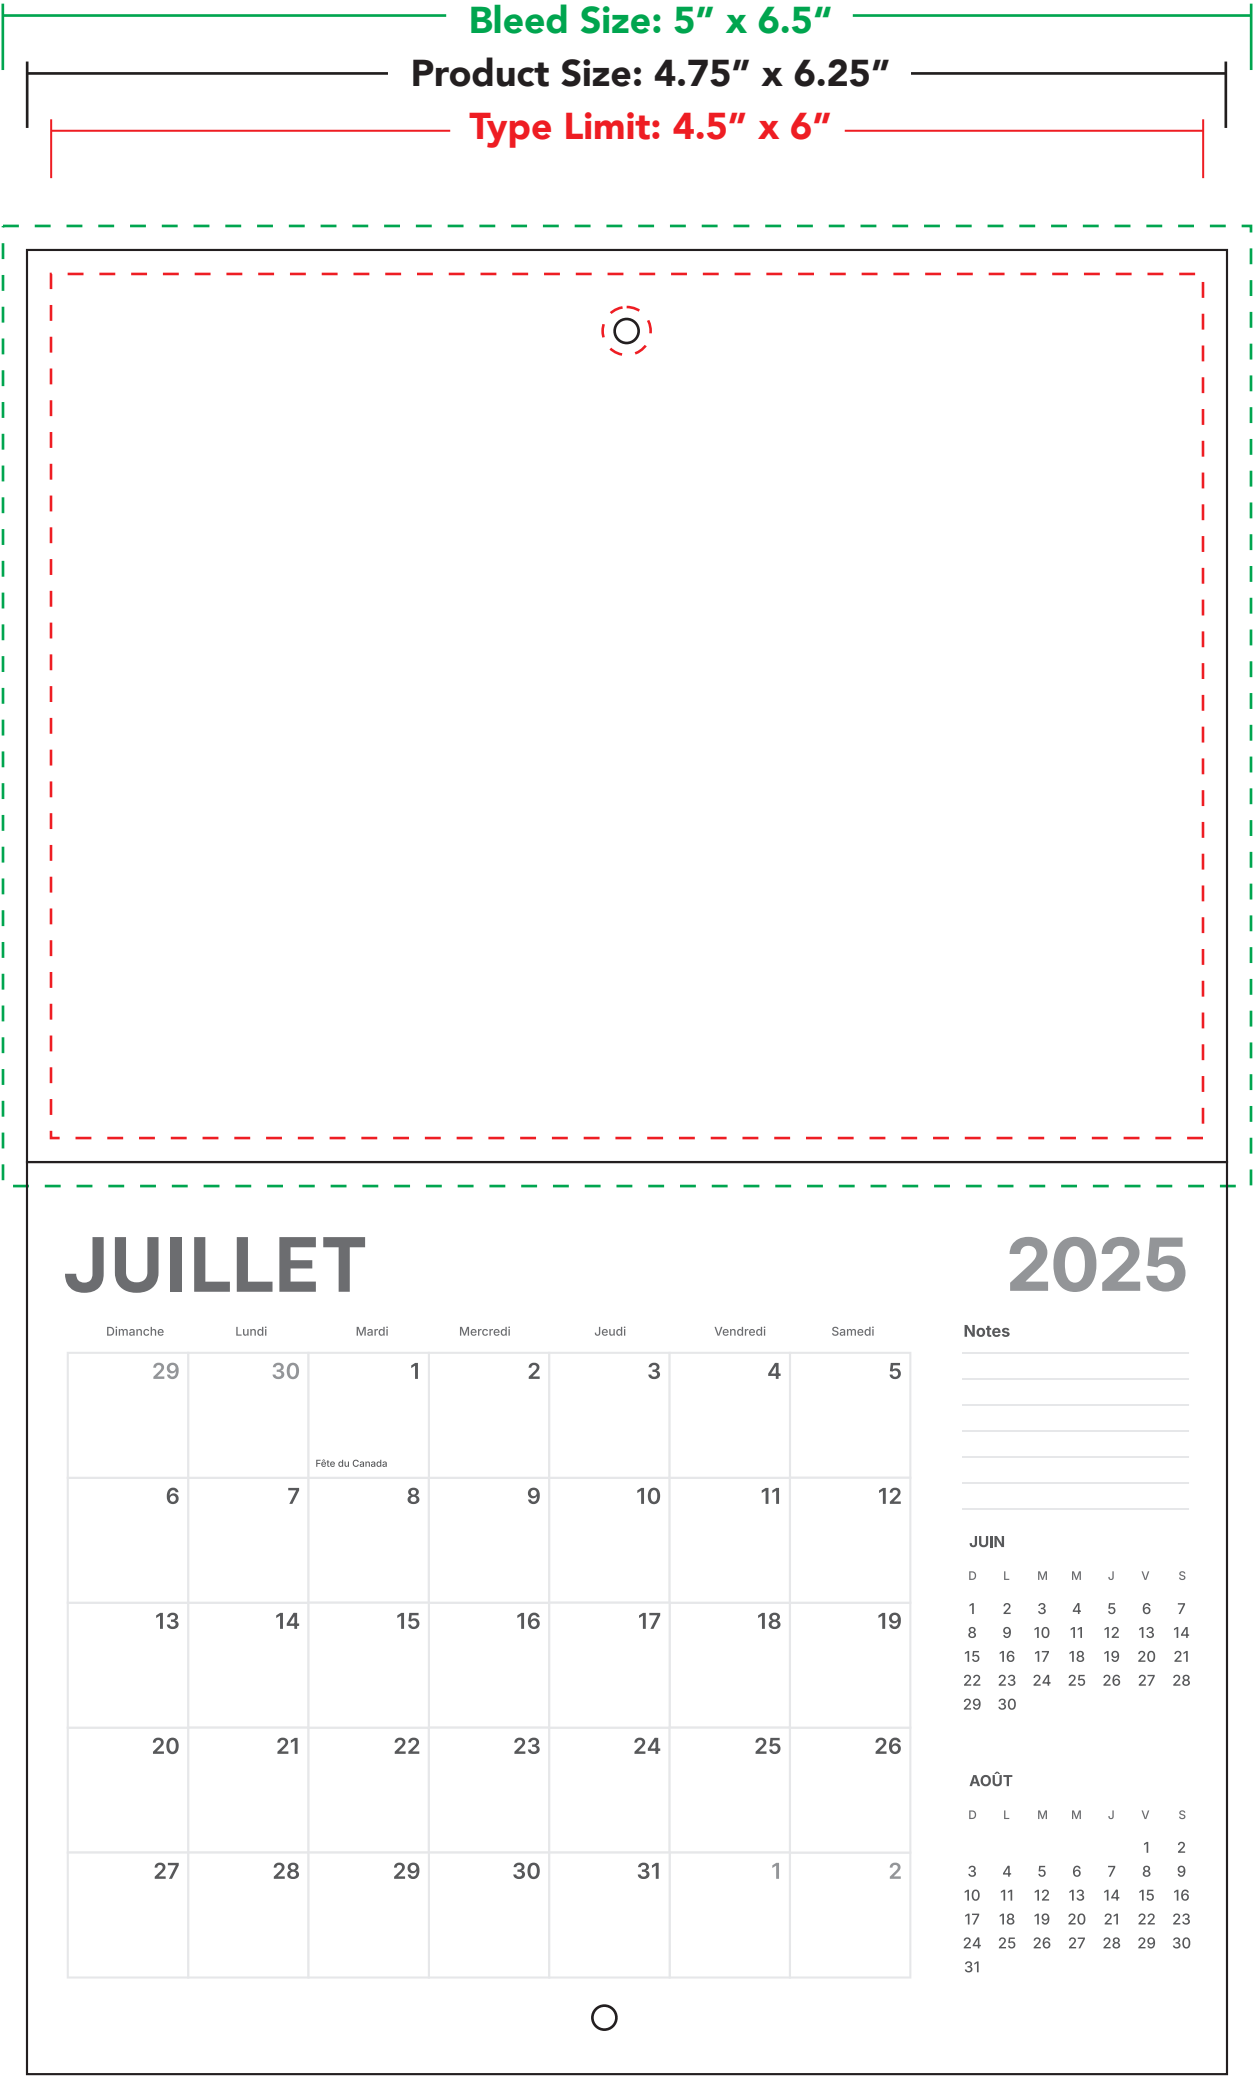 Bleed Size: 5” x 6.5”
Product Size: 4.75” x 6.25”
Type Limit: 4.5” x 6”
JUILLET 2025
Dimanche Lundi Mardi Mercredi Jeudi Vendredi Samedi
29 30 1 2 3 4 5
Fête du Canada
6 7 8 9 10 11 12
13 14 15 16 17 18 19
20 21 22 23 24 25 26
27 28 29 30 31 1 2
Notes
JUIN
D L M M J V S
1 2 3 4 5 6 7
8 9 10 11 12 13 14
15 16 17 18 19 20 21
22 23 24 25 26 27 28
29 30
AOÛT
D L M M J V S
1 2
3 4 5 6 7 8 9
10 11 12 13 14 15 16
17 18 19 20 21 22 23
24 25 26 27 28 29 30
31